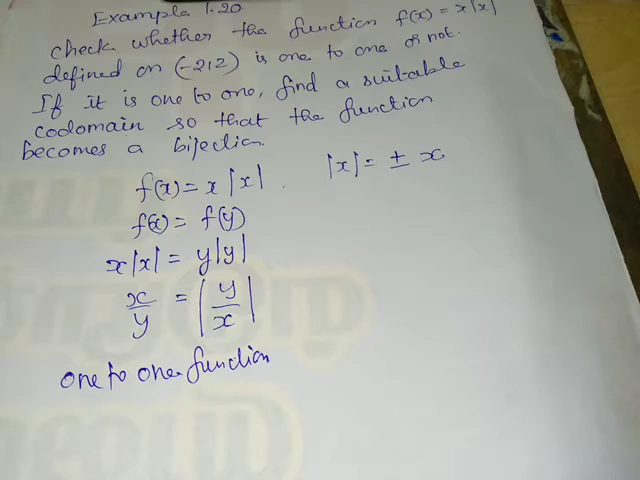 Example 1.20
check whether the function f(x) = x|x|
defined on (-2,2) is one to one or not.
If it is one to one, find a suitable
codomain so that the function
becomes a bijection.
f(x) = x |x| . |x| = ± x
f(x) = f(y)
x|x| = y|y|
x/y = |y/x|
one to one function